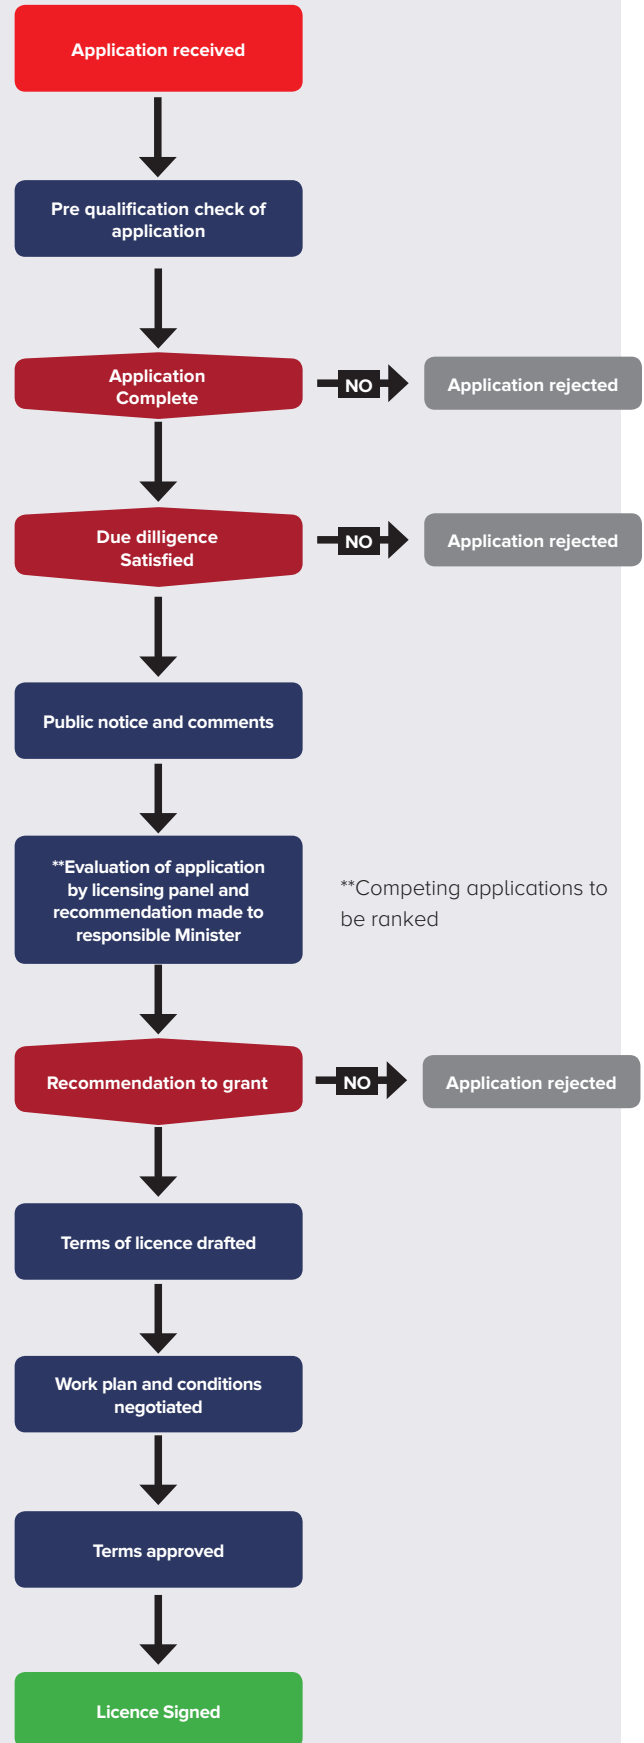 Application received
Pre qualification check of
application
Application
Complete
NO
Application rejected
Due dilligence
Satisfied
NO
Application rejected
Public notice and comments
**Evaluation of application
by licensing panel and
recommendation made to
responsible Minister
**Competing applications to
be ranked
Recommendation to grant
NO
Application rejected
Terms of licence drafted
Work plan and conditions
negotiated
Terms approved
Licence Signed